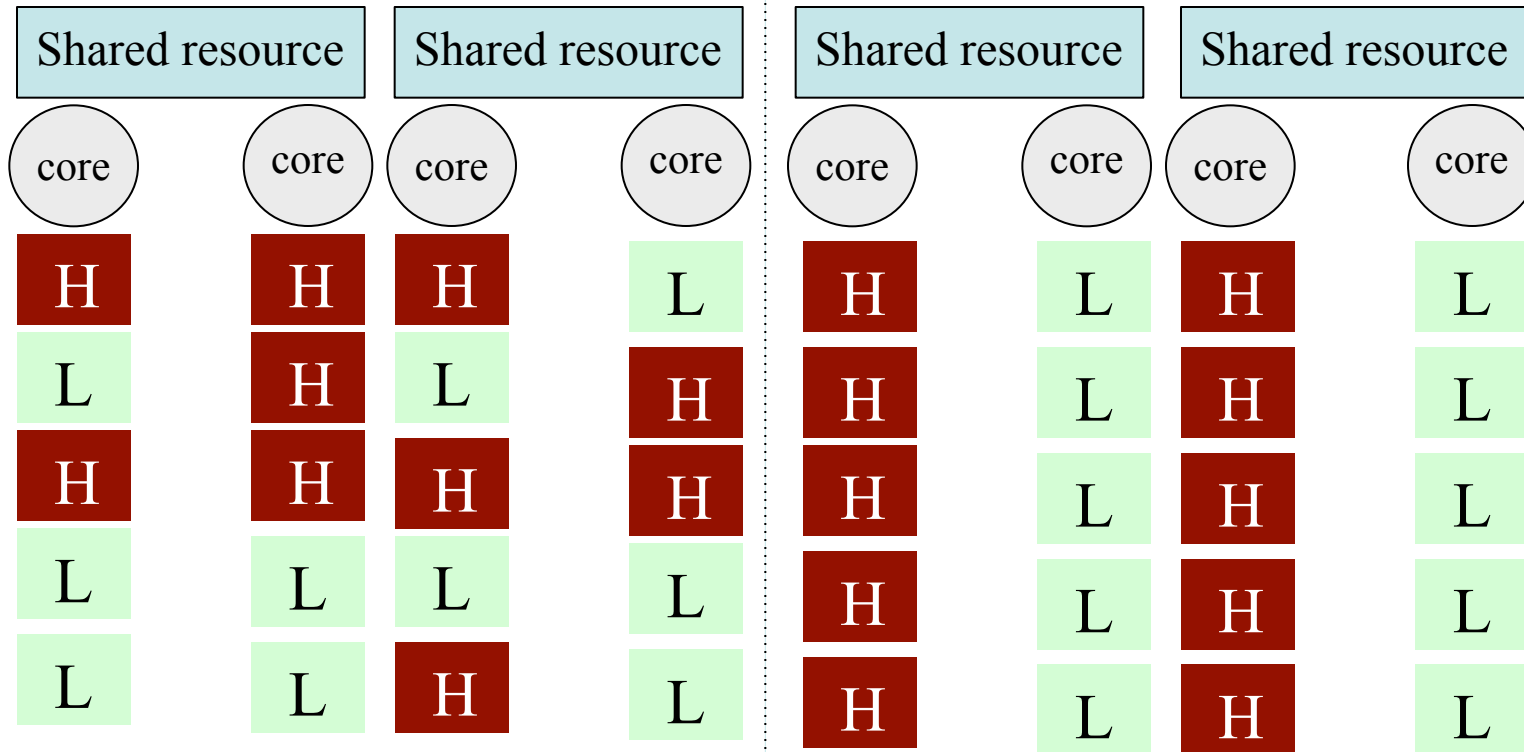 Shared resource Shared resource Shared resource Shared resource
core core core core core core core core
H H H L H L H L
L H L H H L H L
H H H H H L H L
L L L L H L H L
L L H L H L H L